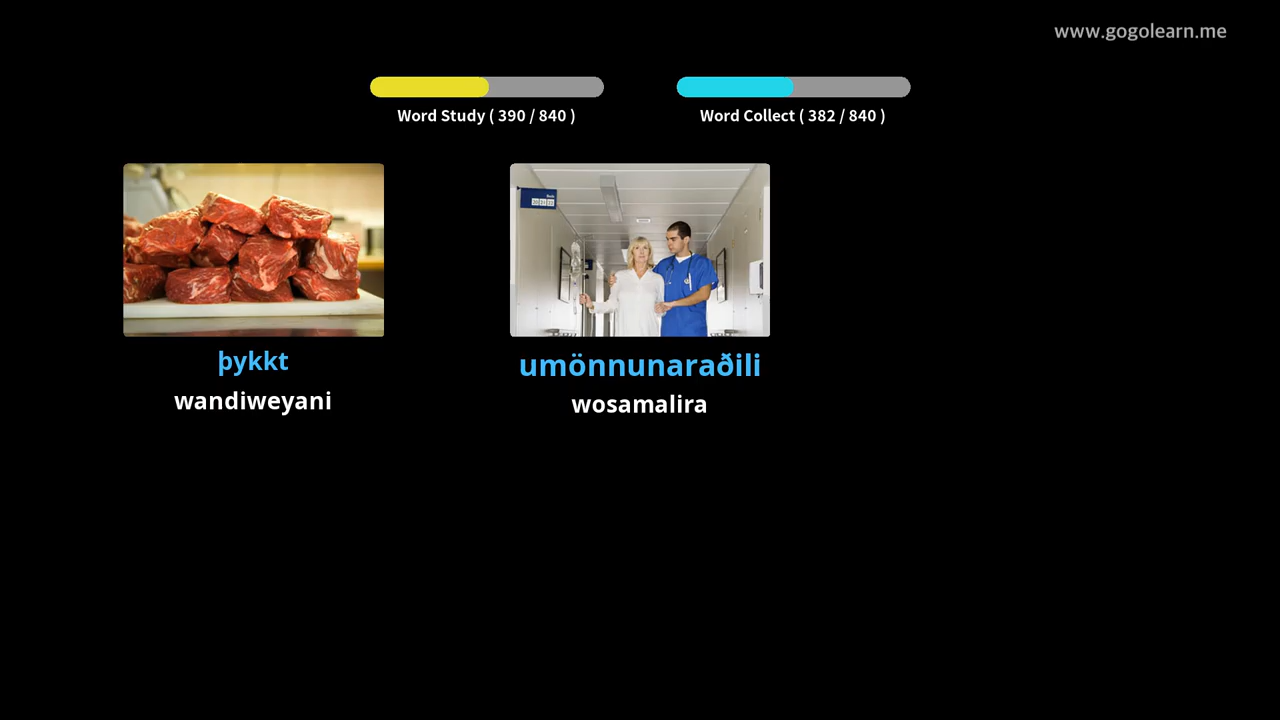 www.gogolearn.me
Word Study ( 390 / 840 )
Word Collect ( 382 / 840 )
þykkt
wandiweyani
umönnunaraðili
wosamalira